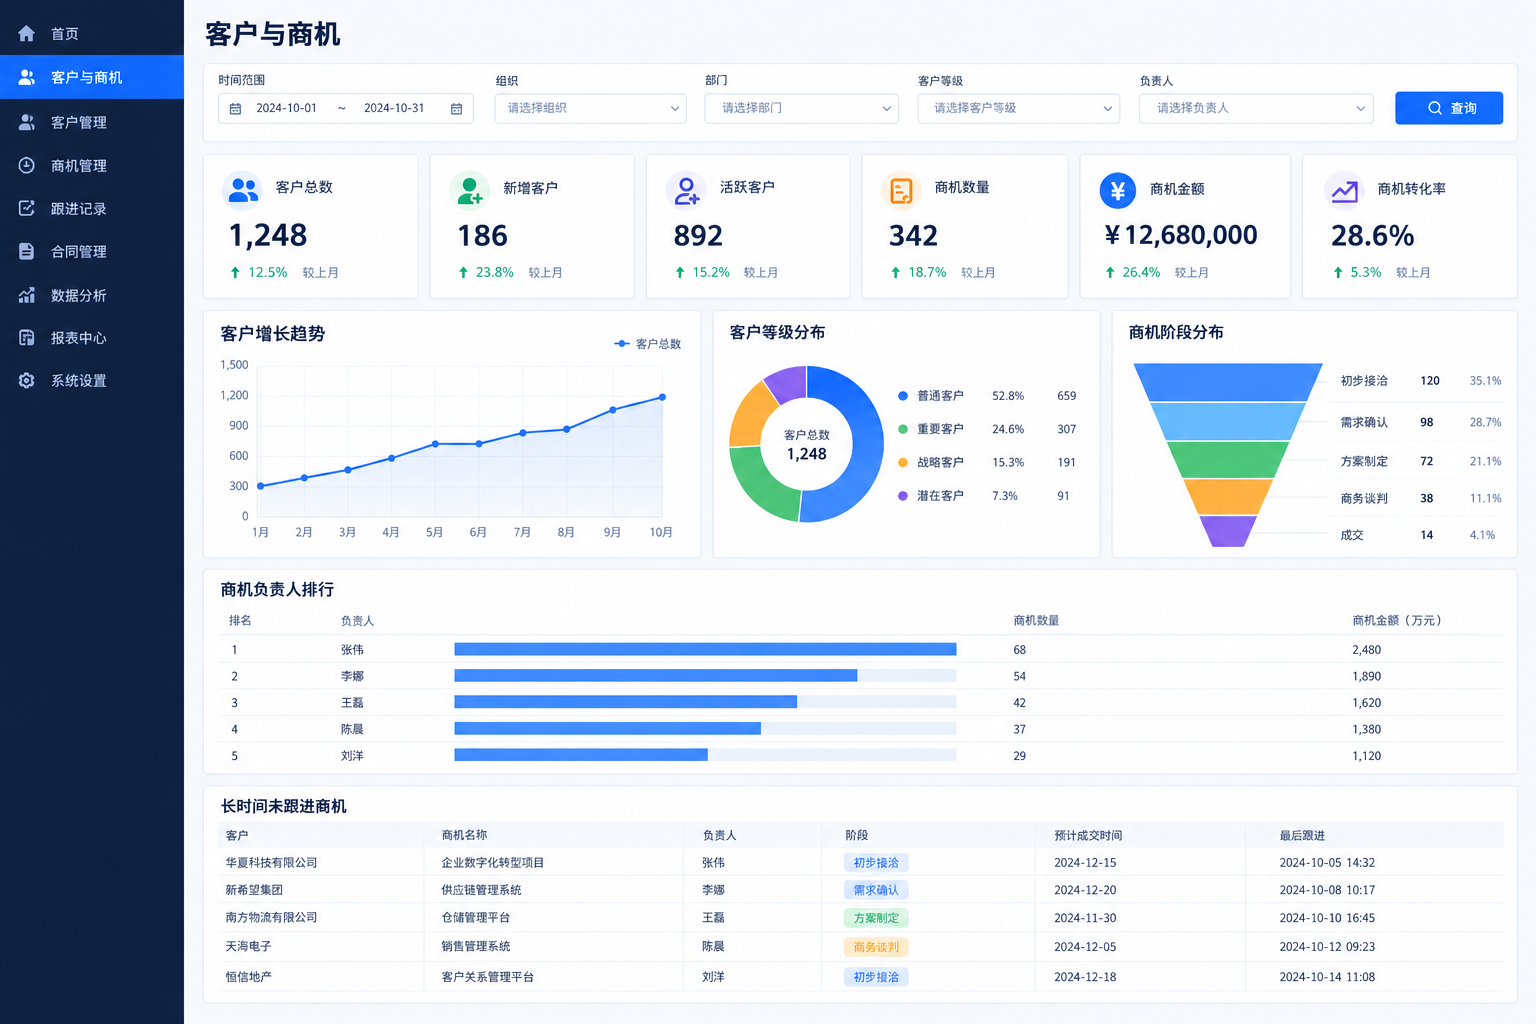 首页
客户与商机
客户管理
商机管理
跟进记录
合同管理
数据分析
报表中心
系统设置
客户与商机
时间范围 组织 部门 客户等级 负责人
2024-10-01 ~ 2024-10-31 请选择组织 请选择部门 请选择客户等级 请选择负责人 查询
客户总数
1,248
12.5% 较上月
新增客户
186
23.8% 较上月
活跃客户
892
15.2% 较上月
商机数量
342
18.7% 较上月
商机金额
¥12,680,000
26.4% 较上月
商机转化率
28.6%
5.3% 较上月
客户增长趋势
客户总数
1,500
1,200
900
600
300
0
1月 2月 3月 4月 5月 6月 7月 8月 9月 10月
客户等级分布
客户总数
1,248
普通客户 52.8% 659
重要客户 24.6% 307
战略客户 15.3% 191
潜在客户 7.3% 91
商机阶段分布
初步接洽 120 35.1%
需求确认 98 28.7%
方案制定 72 21.1%
商务谈判 38 11.1%
成交 14 4.1%
商机负责人排行
排名 负责人 商机数量 商机金额（万元）
1 张伟 68 2,480
2 李娜 54 1,890
3 王磊 42 1,620
4 陈晨 37 1,380
5 刘洋 29 1,120
长时间未跟进商机
客户 商机名称 负责人 阶段 预计成交时间 最后跟进
华夏科技有限公司 企业数字化转型项目 张伟 初步接洽 2024-12-15 2024-10-05 14:32
新希望集团 供应链管理系统 李娜 需求确认 2024-12-20 2024-10-08 10:17
南方物流有限公司 仓储管理平台 王磊 方案制定 2024-11-30 2024-10-10 16:45
天海电子 销售管理系统 陈晨 商务谈判 2024-12-05 2024-10-12 09:23
恒信地产 客户关系管理平台 刘洋 初步接洽 2024-12-18 2024-10-14 11:08